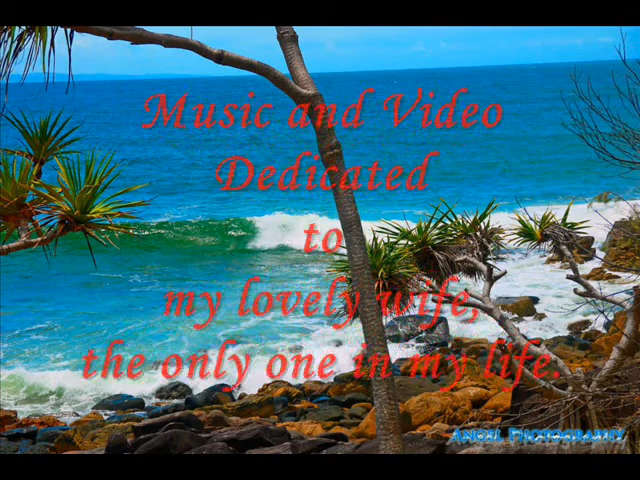 Music and Video
Dedicated
to
my lovely wife,
the only one in my life.
Angel Photography